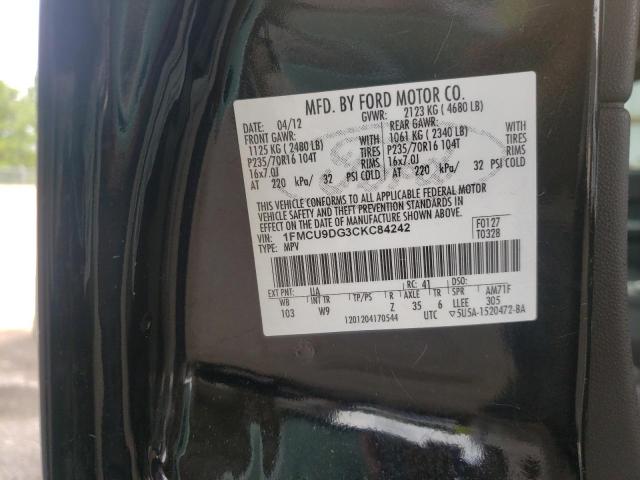 MFD. BY FORD MOTOR CO.
04/12 GVWR: 2123 KG ( 4680 LB)
FRONT GAWR: REAR GAWR:
1125 KG ( 2480 LB) WITH 1061 KG ( 2340 LB) WITH
P235/70R16 104T TIRES P235/70R16 104T TIRES
16x7.0J RIMS 16x7.0J RIMS
AT 220 kPa/ 32 PSI COLD AT 220 kPa/ 32 PSI COLD
THIS VEHICLE CONFORMS TO ALL APPLICABLE FEDERAL MOTOR
VEHICLE SAFETY AND THEFT PREVENTION STANDARDS IN
EFFECT ON THE DATE OF MANUFACTURE SHOWN ABOVE.
VIN: 1FMCU9DG3CKC84242 F0127
TYPE: MPV T0328
EXT PNT: UA RC: 41 DSO:
WB INT TR TP/PS R AXLE TR SPR AM71F
103 W9 Z 35 6 LLEE 305
1201204170544 UTC ▽5U5A-1520472-BA
Ford